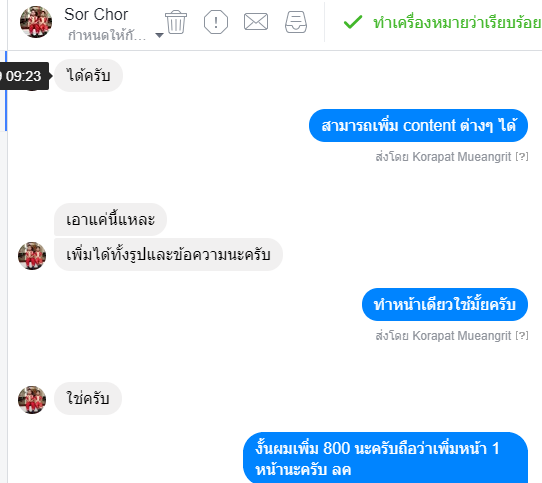 Sor Chor
กำหนดให้กั...
ทำเครื่องหมายว่าเรียบร้อย
09:23
ได้ครับ
สามารถเพิ่ม content ต่างๆ ได้
ส่งโดย Korapat Mueangrit [?]
เอาแค่นี้แหละ
เพิ่มได้ทั้งรูปและข้อความนะครับ
ทำหน้าเดียวใช้มั้ยครับ
ส่งโดย Korapat Mueangrit [?]
ใช่ครับ
งั้นผมเพิ่ม 800 นะครับถือว่าเพิ่มหน้า 1
หน้านะครับ ลค